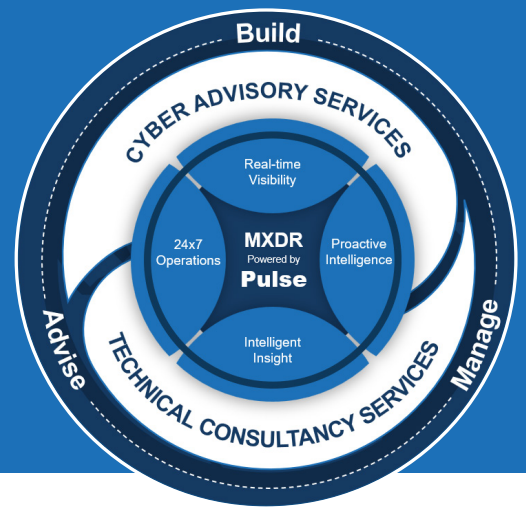 Build
CYBER ADVISORY SERVICES
Real-time
Visibility
24x7
Operations
MXDR
Powered by
Pulse
Proactive
Intelligence
Intelligent
Insight
Advise
Manage
TECHNICAL CONSULTANCY SERVICES